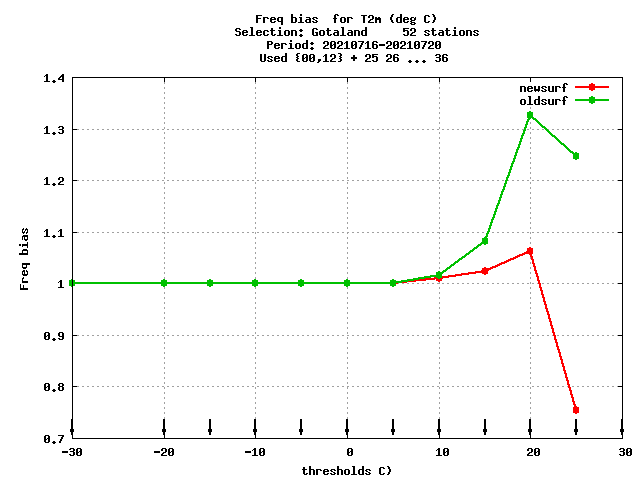 Freq bias  for T2m (deg C)
Selection: Gotaland     52 stations
Period: 20210716-20210720
Used {00,12} + 25 26 ... 36
newsurf
oldsurf
1.4
1.3
1.2
1.1
1
0.9
0.8
0.7
Freq bias
-30 -20 -10 0 10 20 30
thresholds C)